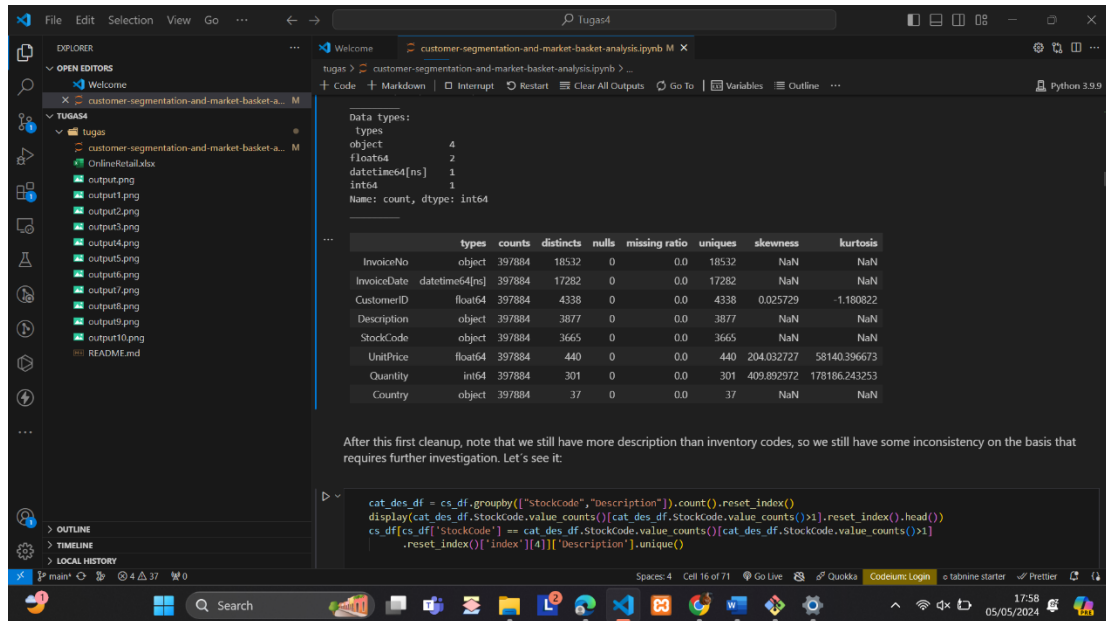 File Edit Selection View Go ... Tugas4
EXPLORER
OPEN EDITORS
Welcome
customer-segmentation-and-market-basket-a... M
TUGAS4
tugas
customer-segmentation-and-market-basket-a... M
OnlineRetail.xlsx
output.png
output1.png
output2.png
output3.png
output4.png
output5.png
output6.png
output7.png
output8.png
output9.png
output10.png
README.md
OUTLINE
TIMELINE
LOCAL HISTORY
Welcome customer-segmentation-and-market-basket-analysis.ipynb M
tugas > customer-segmentation-and-market-basket-analysis.ipynb > ...
+ Code + Markdown Interrupt Restart Clear All Outputs Go To Variables Outline ... Python 3.9.9
Data types:
types
object 4
float64 2
datetime64[ns] 1
int64 1
Name: count, dtype: int64
types counts distincts nulls missing ratio uniques skewness kurtosis
InvoiceNo object 397884 18532 0 0.0 18532 NaN NaN
InvoiceDate datetime64[ns] 397884 17282 0 0.0 17282 NaN NaN
CustomerID float64 397884 4338 0 0.0 4338 0.025729 -1.180822
Description object 397884 3877 0 0.0 3877 NaN NaN
StockCode object 397884 3665 0 0.0 3665 NaN NaN
UnitPrice float64 397884 440 0 0.0 440 204.032727 58140.396673
Quantity int64 397884 301 0 0.0 301 409.892972 178186.243253
Country object 397884 37 0 0.0 37 NaN NaN
After this first cleanup, note that we still have more description than inventory codes, so we still have some inconsistency on the basis that
requires further investigation. Let´s see it:
cat_des_df = cs_df.groupby(["StockCode","Description"]).count().reset_index()
display(cat_des_df.StockCode.value_counts()[cat_des_df.StockCode.value_counts()>1].reset_index().head())
cs_df[cs_df['StockCode'] == cat_des_df.StockCode.value_counts()[cat_des_df.StockCode.value_counts()>1]
.reset_index()['index'][4]]['Description'].unique()
main* 4 37 0 Spaces: 4 Cell 16 of 71 Go Live Quokka Codeium: Login tabnine starter Prettier
Search
17:58
05/05/2024